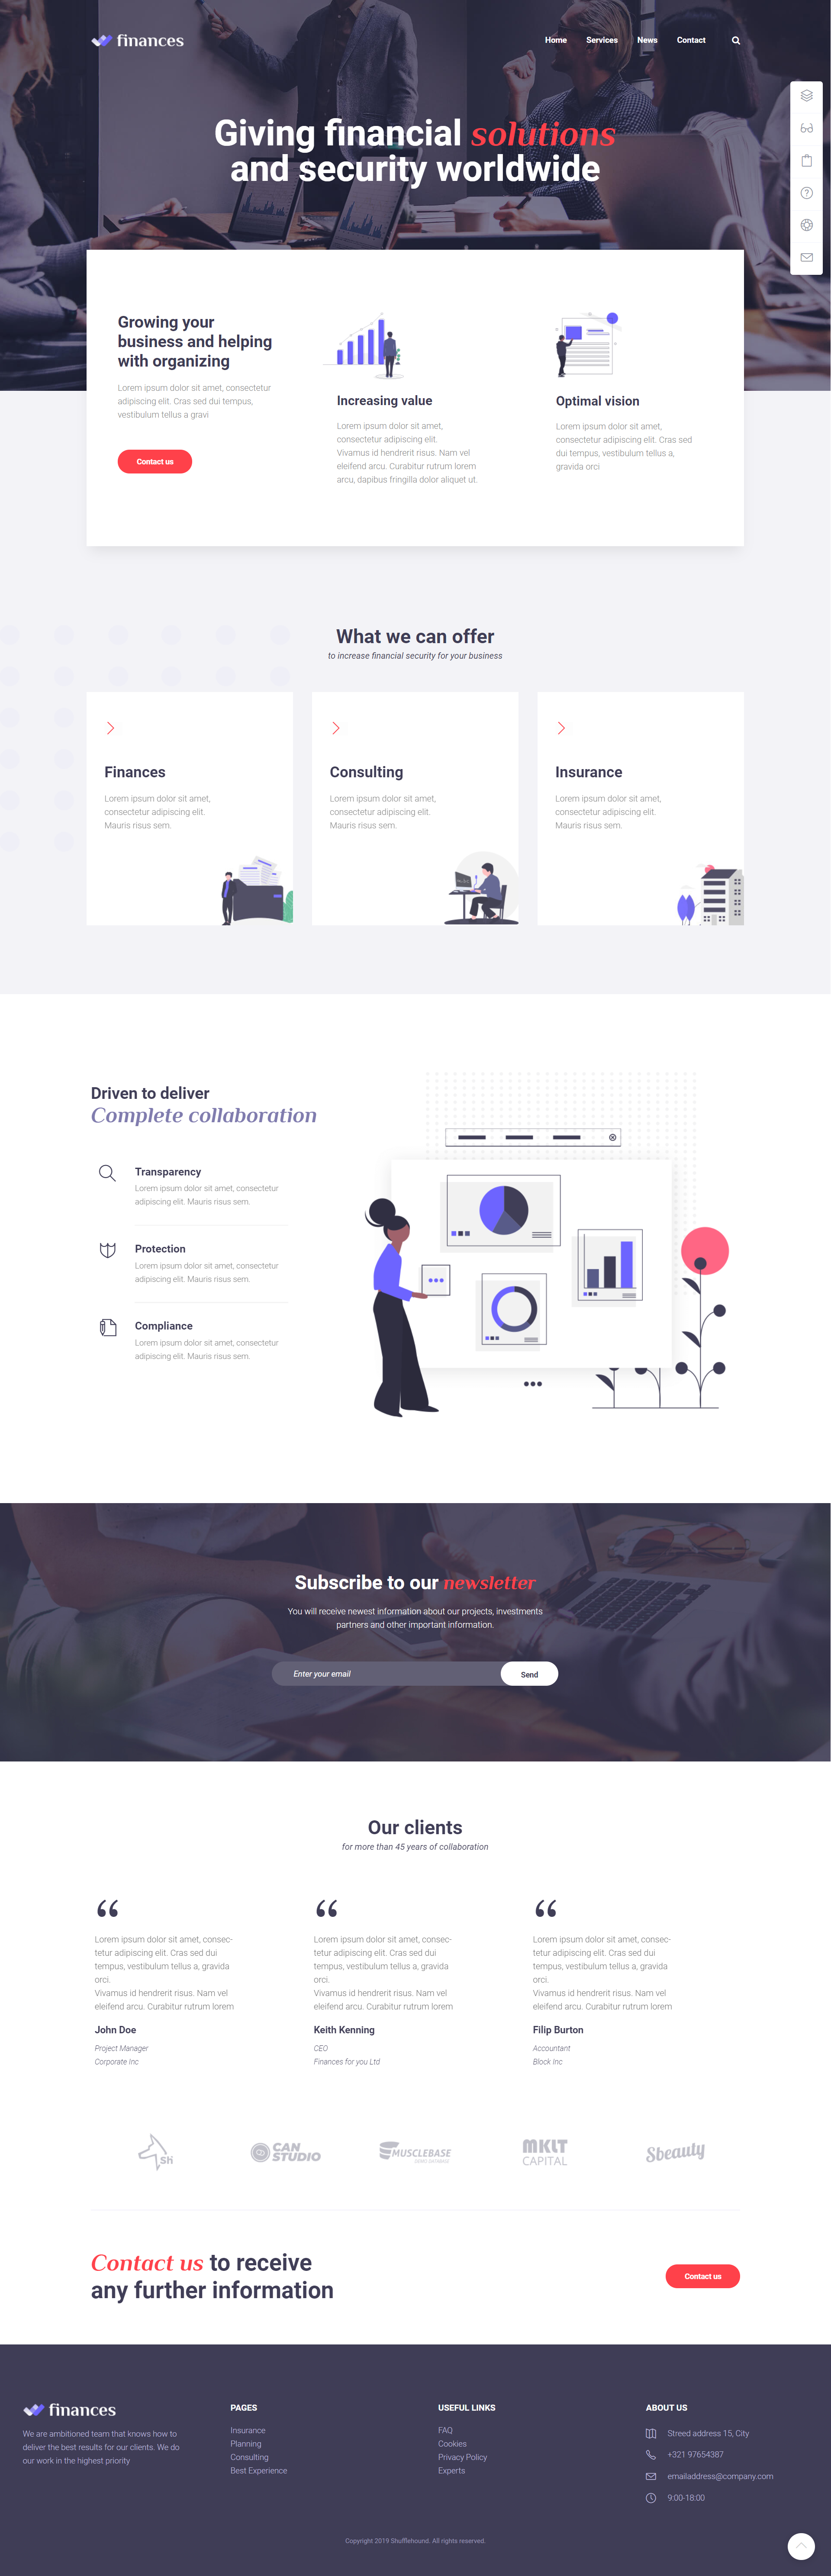 finances
Home Services News Contact
Giving financial solutions
and security worldwide
Growing your
business and helping
with organizing
Lorem ipsum dolor sit amet, consectetur
adipiscing elit. Cras sed dui tempus,
vestibulum tellus a gravi
Contact us
Increasing value
Lorem ipsum dolor sit amet,
consectetur adipiscing elit.
Vivamus id hendrerit risus. Nam vel
eleifend arcu. Curabitur rutrum lorem
arcu, dapibus fringilla dolor aliquet ut.
Optimal vision
Lorem ipsum dolor sit amet,
consectetur adipiscing elit. Cras sed
dui tempus, vestibulum tellus a,
gravida orci
What we can offer
to increase financial security for your business
Finances
Lorem ipsum dolor sit amet,
consectetur adipiscing elit.
Mauris risus sem.
Consulting
Lorem ipsum dolor sit amet,
consectetur adipiscing elit.
Mauris risus sem.
Insurance
Lorem ipsum dolor sit amet,
consectetur adipiscing elit.
Mauris risus sem.
Driven to deliver
Complete collaboration
Transparency
Lorem ipsum dolor sit amet, consectetur
adipiscing elit. Mauris risus sem.
Protection
Lorem ipsum dolor sit amet, consectetur
adipiscing elit. Mauris risus sem.
Compliance
Lorem ipsum dolor sit amet, consectetur
adipiscing elit. Mauris risus sem.
Subscribe to our newsletter
You will receive newest information about our projects, investments
partners and other important information.
Enter your email
Send
Our clients
for more than 45 years of collaboration
Lorem ipsum dolor sit amet, consec-
tetur adipiscing elit. Cras sed dui
tempus, vestibulum tellus a, gravida
orci.
Vivamus id hendrerit risus. Nam vel
eleifend arcu. Curabitur rutrum lorem
John Doe
Project Manager
Corporate Inc
Lorem ipsum dolor sit amet, consec-
tetur adipiscing elit. Cras sed dui
tempus, vestibulum tellus a, gravida
orci.
Vivamus id hendrerit risus. Nam vel
eleifend arcu. Curabitur rutrum lorem
Keith Kenning
CEO
Finances for you Ltd
Lorem ipsum dolor sit amet, consec-
tetur adipiscing elit. Cras sed dui
tempus, vestibulum tellus a, gravida
orci.
Vivamus id hendrerit risus. Nam vel
eleifend arcu. Curabitur rutrum lorem
Filip Burton
Accountant
Block Inc
SH
CAN
STUDIO
MUSCLEBASE
MKLT
CAPITAL
Sbeauty
Contact us to receive
any further information
Contact us
finances
We are ambitioned team that knows how to
deliver the best results for our clients. We do
our work in the highest priority
PAGES
Insurance
Planning
Consulting
Best Experience
USEFUL LINKS
FAQ
Cookies
Privacy Policy
Experts
ABOUT US
Streed address 15, City
+321 97654387
emailaddress@company.com
9:00-18:00
Copyright 2019 Shufflehound. All rights reserved.